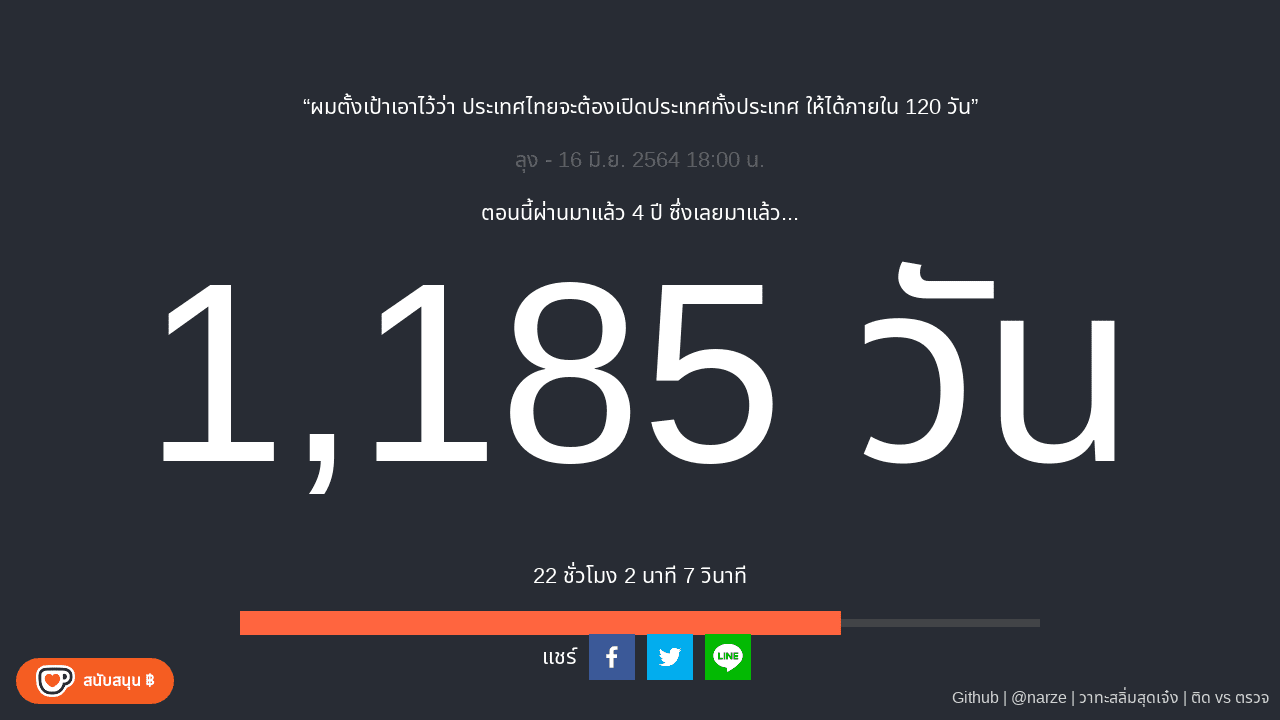 “ผมตั้งเป้าเอาไว้ว่า ประเทศไทยจะต้องเปิดประเทศทั้งประเทศ ให้ได้ภายใน 120 วัน”
ลุง - 16 มิ.ย. 2564 18:00 น.
ตอนนี้ผ่านมาแล้ว 4 ปี ซึ่งเลยมาแล้ว...
1,185 วัน
22 ชั่วโมง 2 นาที 7 วินาที
แชร์
LINE
สนับสนุน ฿
Github | @narze | วาทะสลิ่มสุดเจ๋ง | ติด vs ตรวจ